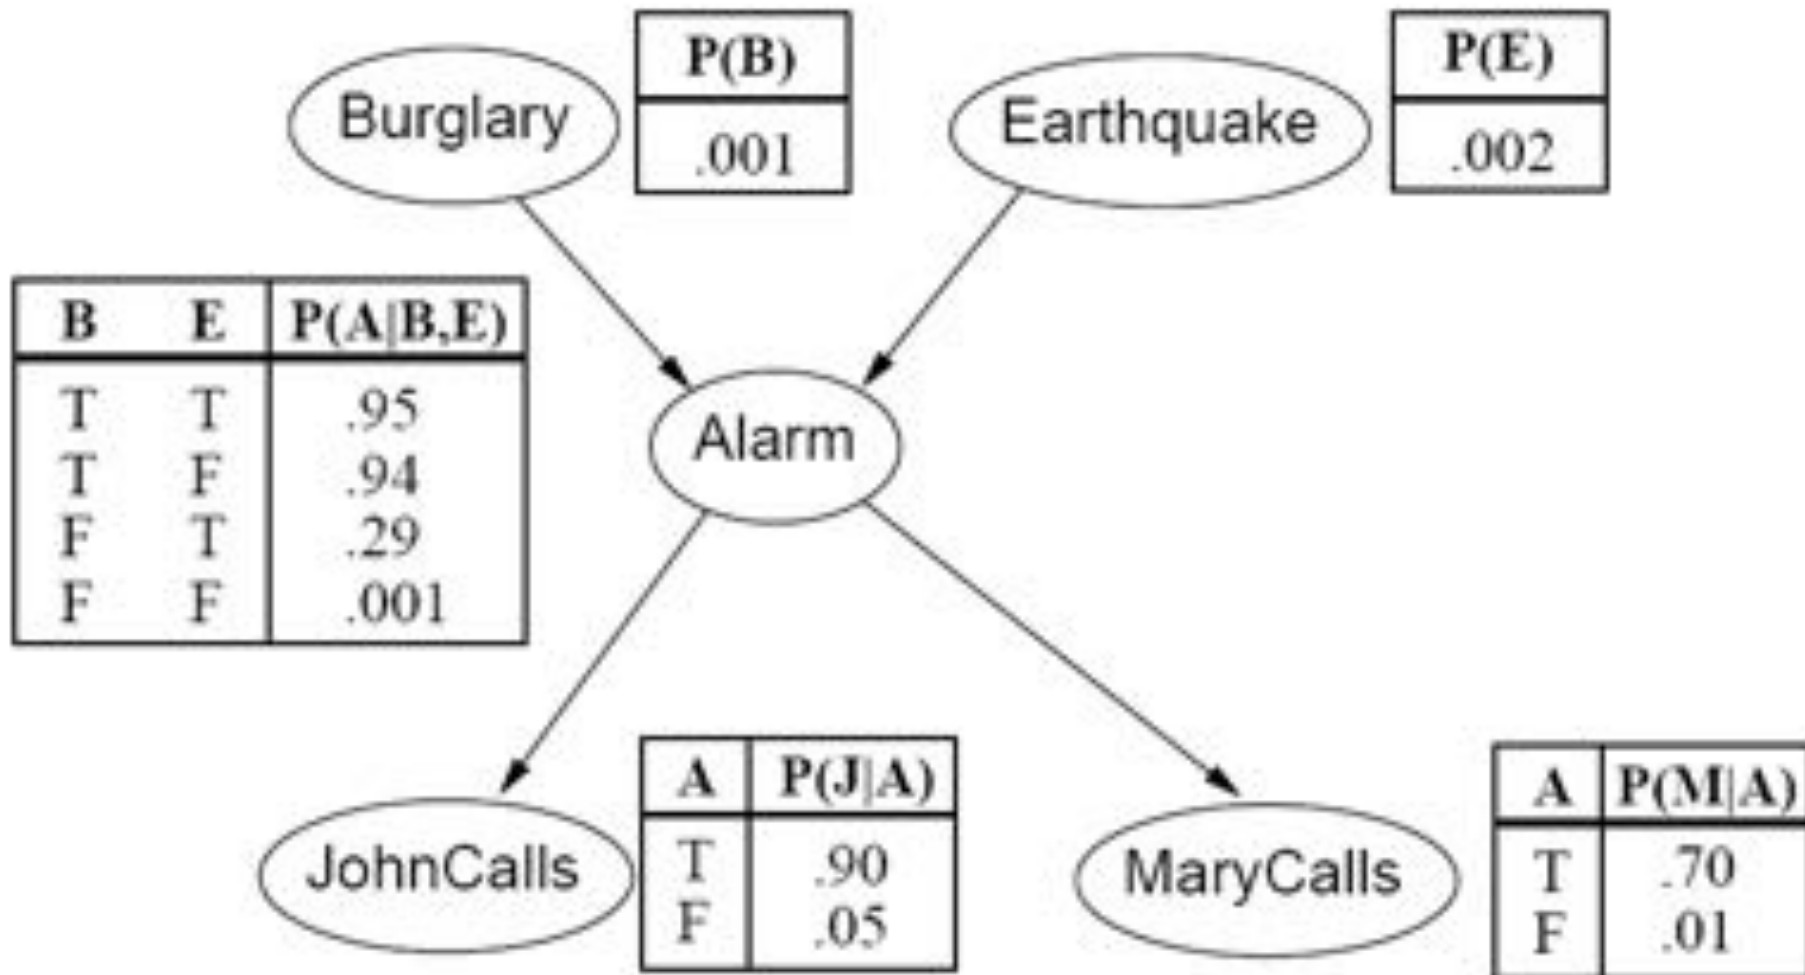 Burglary
P(B)
.001
Earthquake
P(E)
.002
B E P(A|B,E)
T T .95
T F .94
F T .29
F F .001
Alarm
JohnCalls
A P(J|A)
T .90
F .05
MaryCalls
A P(M|A)
T .70
F .01